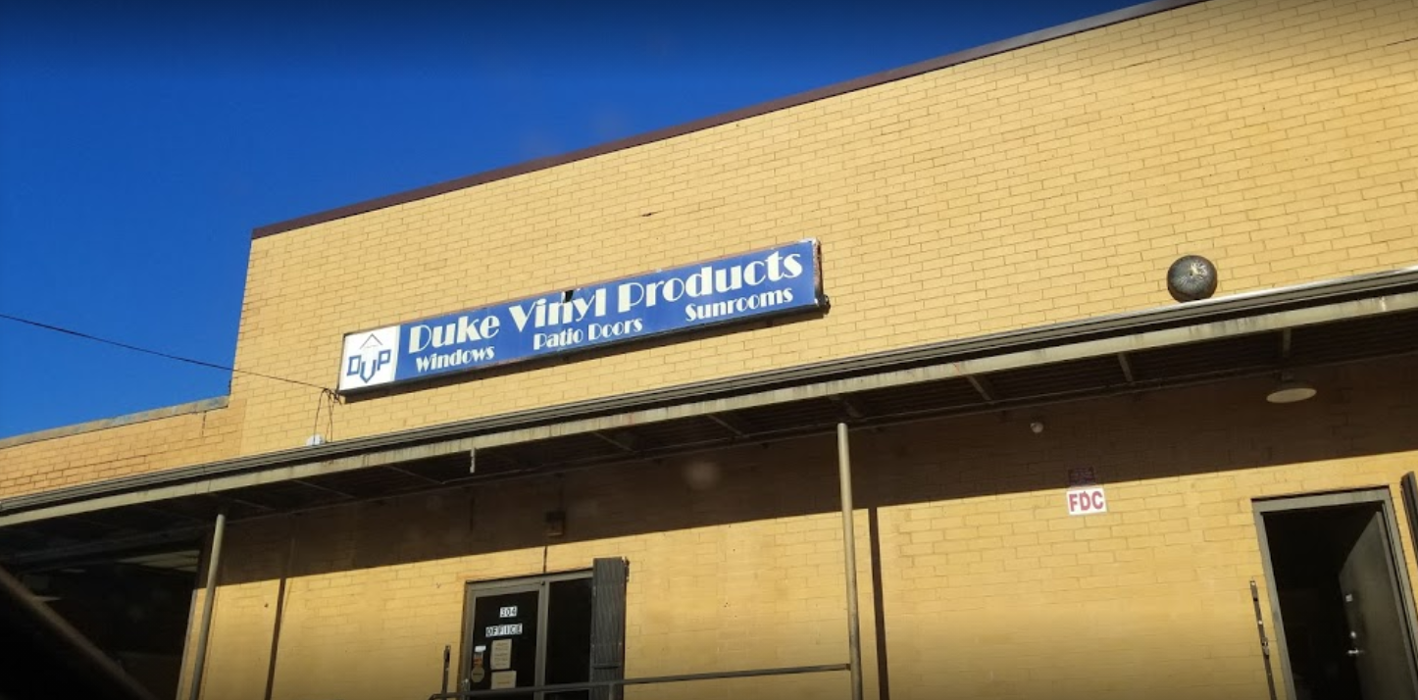 Duke Vinyl Products
Windows Patio Doors Sunrooms
DVP
FDC
304
OFFICE